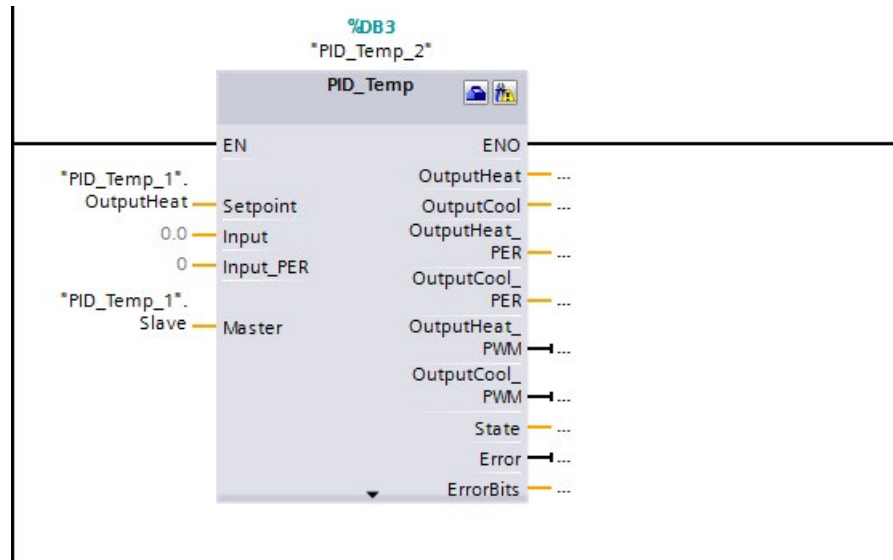 %DB3
"PID_Temp_2"
PID_Temp
EN
ENO
OutputHeat
...
"PID_Temp_1".
OutputHeat
Setpoint
OutputCool
...
0.0
Input
OutputHeat_
PER
...
0
Input_PER
OutputCool_
PER
...
"PID_Temp_1".
Slave
Master
OutputHeat_
PWM
...
OutputCool_
PWM
...
State
...
Error
...
ErrorBits
...